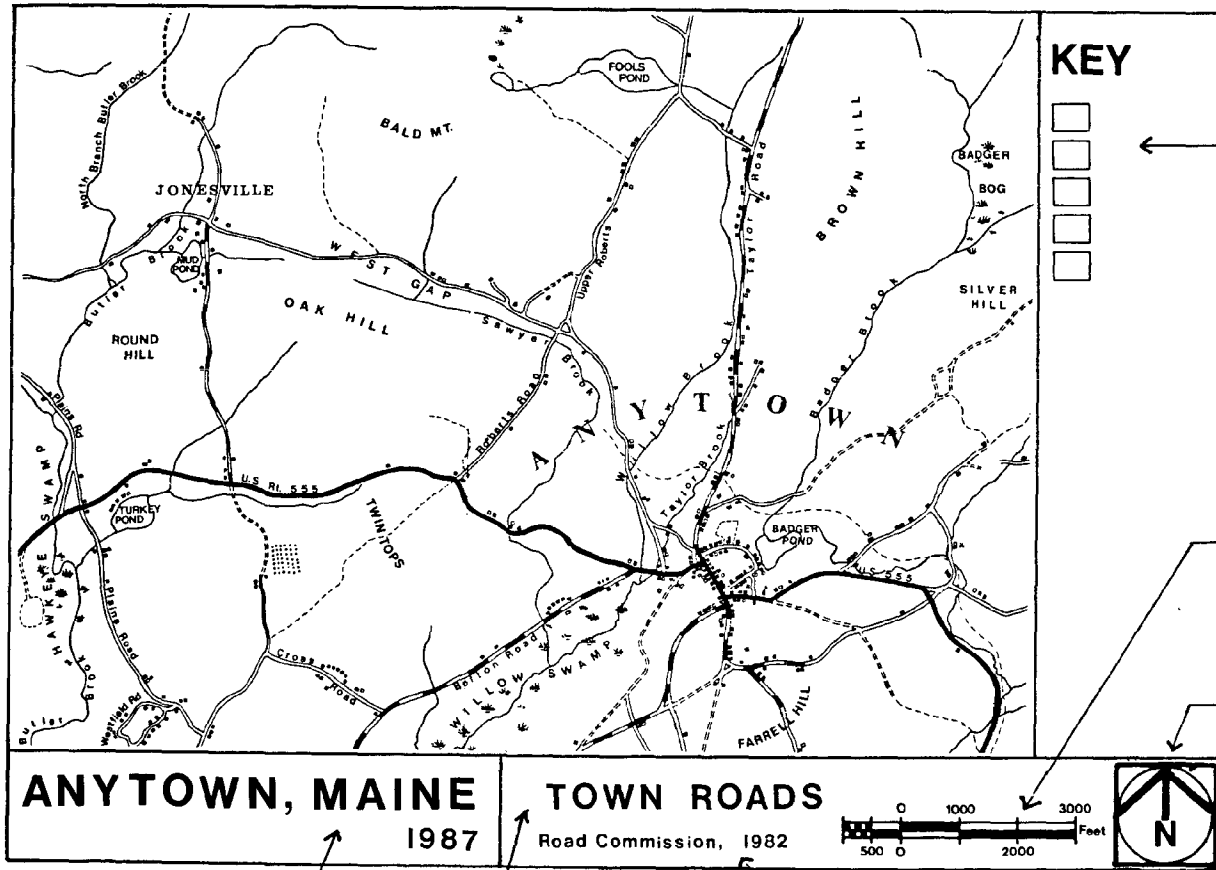 KEY
FOOLS
POND
BALD MT.
North Branch Butler Brook
BADGER
BOG
BROWN HILL
JONESVILLE
Taylor Road
Butler Brook
MUD
POND
WEST GAP
Upper Roberts
OAK HILL
SILVER
HILL
Badger Brook
Sawyer Brook
ROUND
HILL
Willow Brook
Plains Rd
Roberts Road
ANYTOWN
Taylor Brook
HAWKEYE SWAMP
U.S. Rt. 555
TURKEY
POND
TWIN TOPS
BADGER
POND
US 555
Plains Road
Cross Road
Bolton Road
WILLOW SWAMP
Westfield Rd
Butler Brook
FARRELL HILL
ANYTOWN, MAINE
1987
TOWN ROADS
Road Commission, 1982
0 1000 3000
Feet
500 0 2000
N